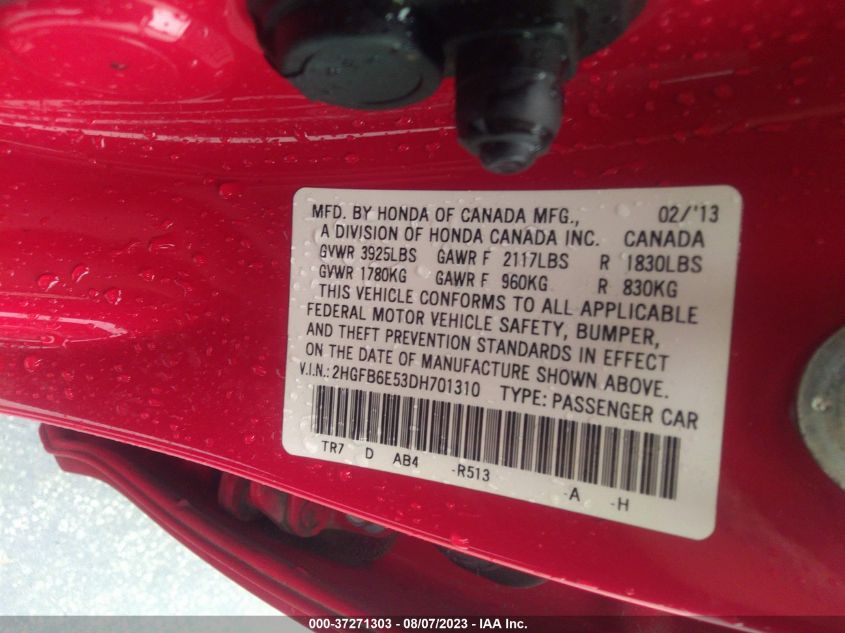 MFD. BY HONDA OF CANADA MFG., 02/'13
A DIVISION OF HONDA CANADA INC. CANADA
GVWR 3925LBS GAWR F 2117LBS R 1830LBS
GVWR 1780KG GAWR F 960KG R 830KG
THIS VEHICLE CONFORMS TO ALL APPLICABLE
FEDERAL MOTOR VEHICLE SAFETY, BUMPER,
AND THEFT PREVENTION STANDARDS IN EFFECT
ON THE DATE OF MANUFACTURE SHOWN ABOVE.
V.I.N.: 2HGFB6E53DH701310 TYPE: PASSENGER CAR
TR7 D AB4 -R513 -A -H
000-37271303 - 08/07/2023 - IAA Inc.